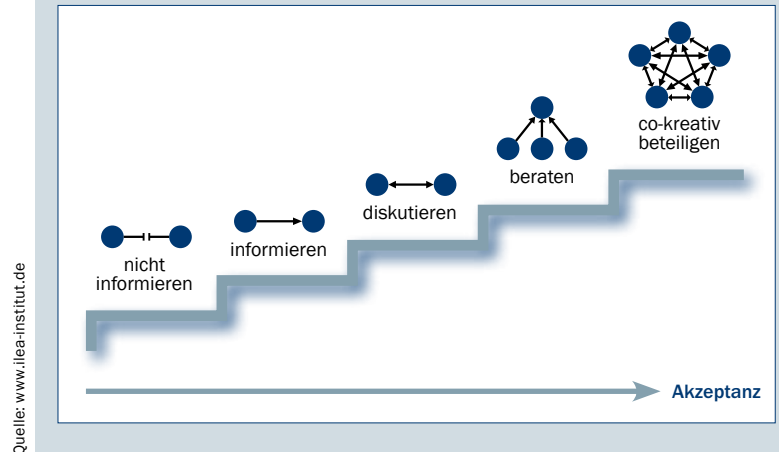 nicht
informieren
informieren
diskutieren
beraten
co-kreativ
beteiligen
Akzeptanz
Quelle: www.ilea-institut.de